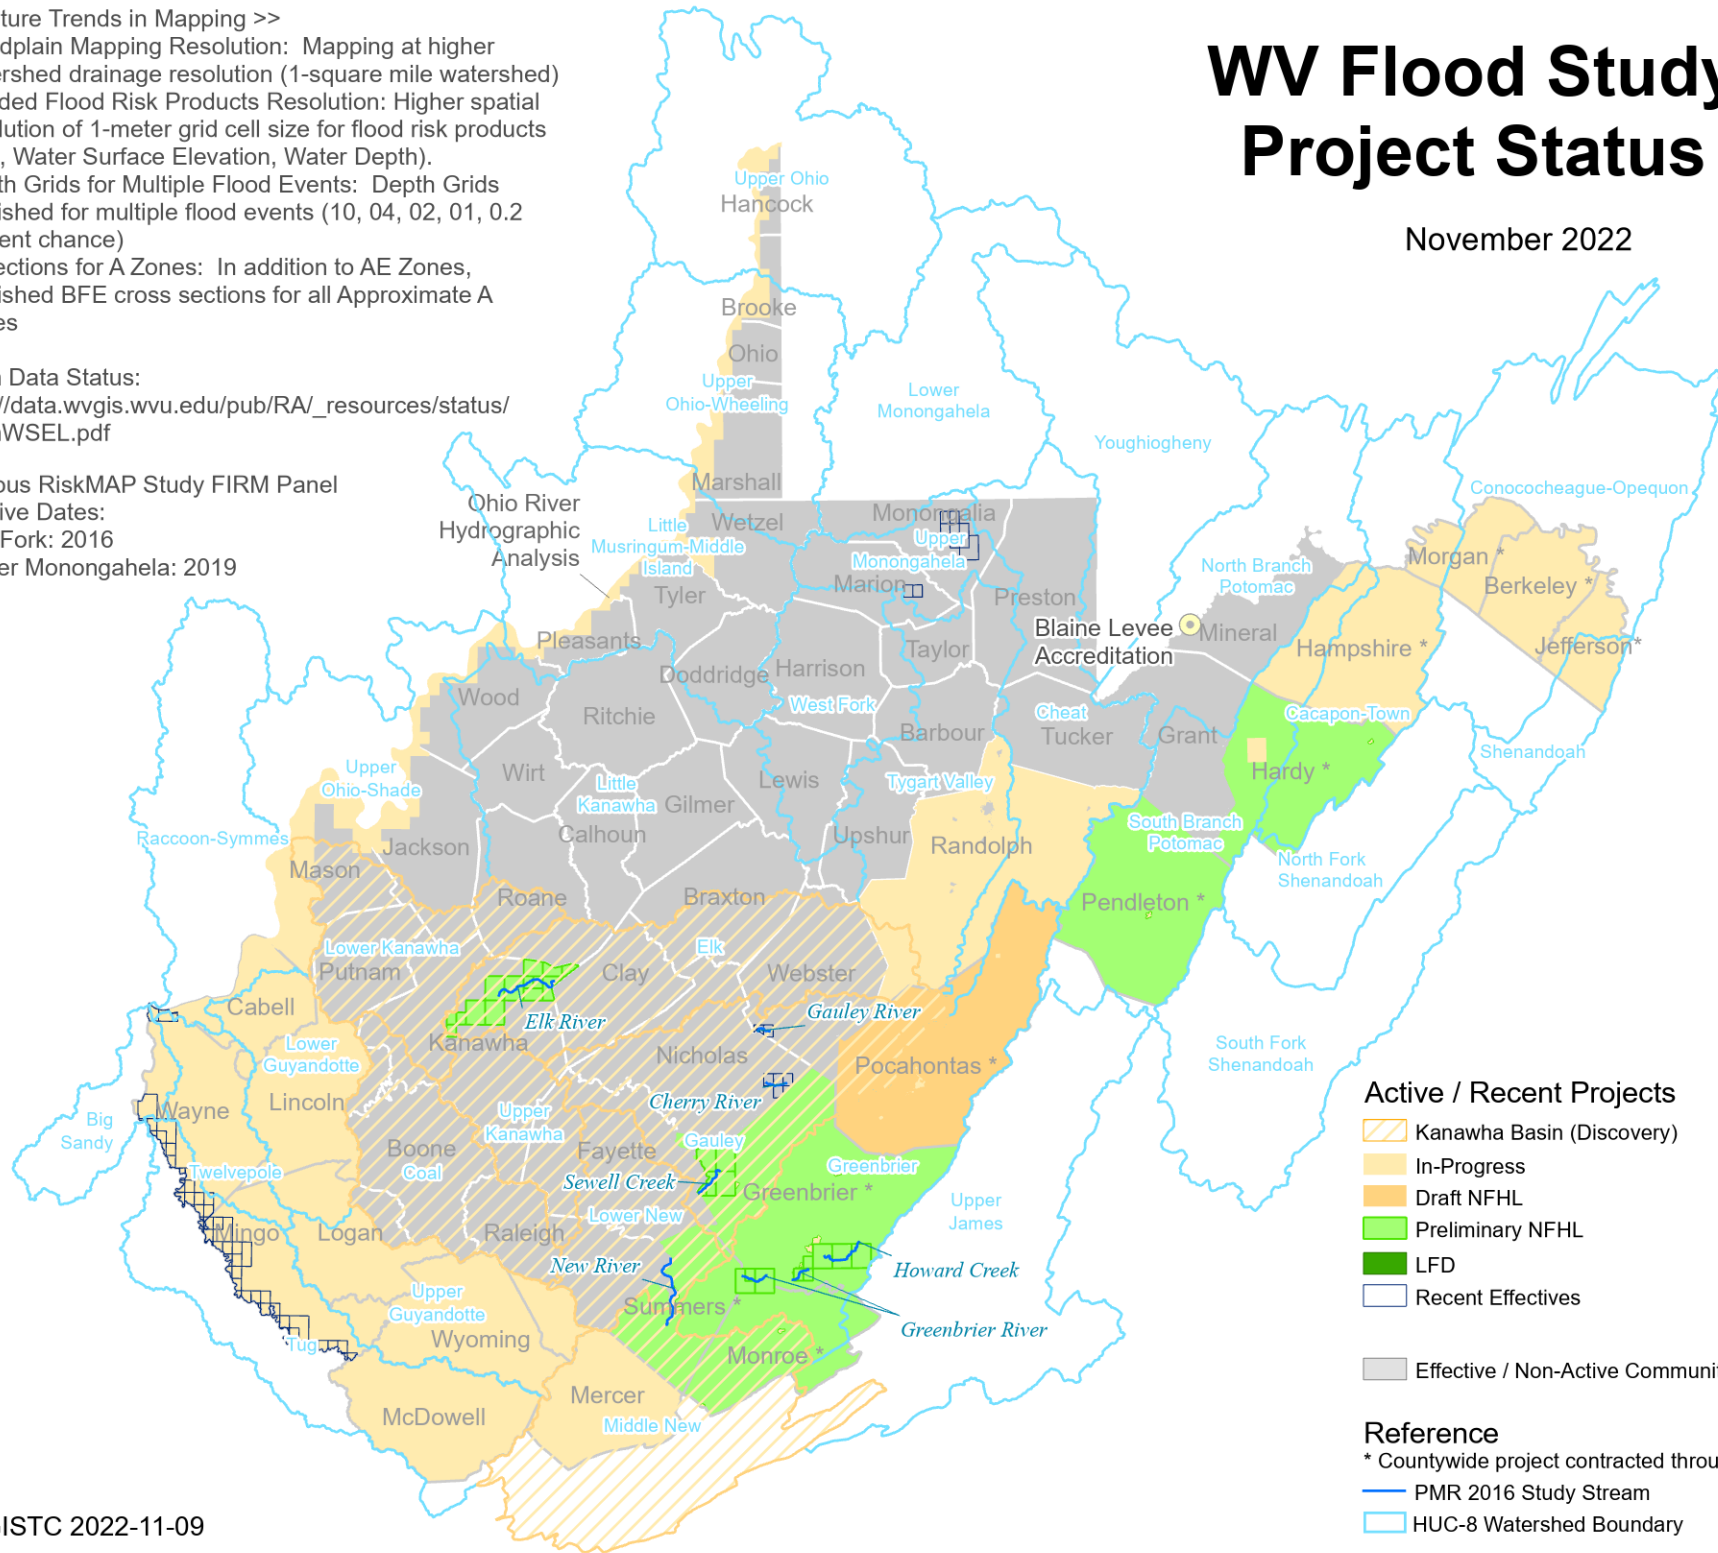 ture Trends in Mapping >>
dplain Mapping Resolution: Mapping at higher
ershed drainage resolution (1-square mile watershed)
ded Flood Risk Products Resolution: Higher spatial
lution of 1-meter grid cell size for flood risk products
, Water Surface Elevation, Water Depth).
th Grids for Multiple Flood Events: Depth Grids
ished for multiple flood events (10, 04, 02, 01, 0.2
ent chance)
ections for A Zones: In addition to AE Zones,
ished BFE cross sections for all Approximate A
es
Data Status:
//data.wvgis.wvu.edu/pub/RA/_resources/status/
WSEL.pdf
ous RiskMAP Study FIRM Panel
ive Dates:
Fork: 2016
er Monongahela: 2019
WV Flood Study
Project Status
November 2022
Upper Ohio
Hancock
Brooke
Ohio
Upper
Ohio-Wheeling
Marshall
Lower
Monongahela
Youghiogheny
Conococheague-Opequon
Ohio River
Hydrographic
Analysis
Little
Musringum-Middle
Island
Wetzel
Monongalia
Upper
Monongahela
Marion
Tyler
Preston
North Branch
Potomac
Morgan *
Berkeley *
Jefferson*
Pleasants
Blaine Levee
Accreditation
Mineral
Hampshire *
Doddridge
Harrison
Taylor
Wood
Ritchie
West Fork
Barbour
Cheat
Tucker
Grant
Cacapon-Town
Shenandoah
Hardy *
Wirt
Upper
Ohio-Shade
Little
Kanawha
Gilmer
Lewis
Tygart Valley
Raccoon-Symmes
Jackson
Calhoun
Upshur
Randolph
South Branch
Potomac
North Fork
Shenandoah
Mason
Roane
Braxton
Pendleton *
Lower Kanawha
Putnam
Elk
Clay
Webster
Cabell
Elk River
Gauley River
Kanawha
Nicholas
Pocahontas *
South Fork
Shenandoah
Lower
Guyandotte
Lincoln
Wayne
Big
Sandy
Cherry River
Upper
Kanawha
Boone
Coal
Fayette
Gauley
Greenbrier
Twelvepole
Sewell Creek
Greenbrier *
Upper
James
Mingo
Logan
Raleigh
Lower New
New River
Howard Creek
Summers *
Greenbrier River
Upper
Guyandotte
Wyoming
Tug
Monroe *
Mercer
McDowell
Middle New
Active / Recent Projects
Kanawha Basin (Discovery)
In-Progress
Draft NFHL
Preliminary NFHL
LFD
Recent Effectives
Effective / Non-Active Communi
Reference
* Countywide project contracted throu
PMR 2016 Study Stream
HUC-8 Watershed Boundary
ISTC 2022-11-09